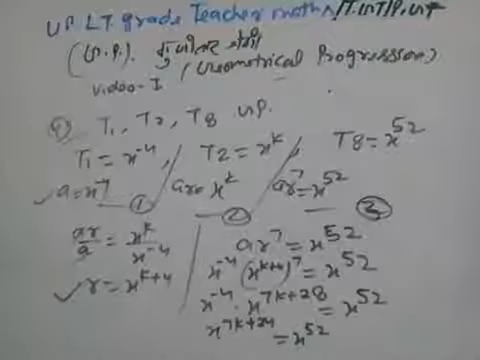 UP LT grade Teacher maths/TGT/PGT
(G.P.) गुणोत्तर श्रेणी (Geometrical Progression)
Video-I
Q) T₁, T₂, T₈ G.P.
T₁ = x⁻⁴, T₂ = xᵏ, T₈ = x⁵²
✓ a = x⁻⁴ —① ar = xᵏ —② ar⁷ = x⁵² —③
ar/a = xᵏ/x⁻⁴
✓ r = xᵏ⁺⁴
ar⁷ = x⁵²
x⁻⁴ (xᵏ⁺⁴)⁷ = x⁵²
x⁻⁴ · x⁷ᵏ⁺²⁸ = x⁵²
x⁷ᵏ⁺²⁴ = x⁵²